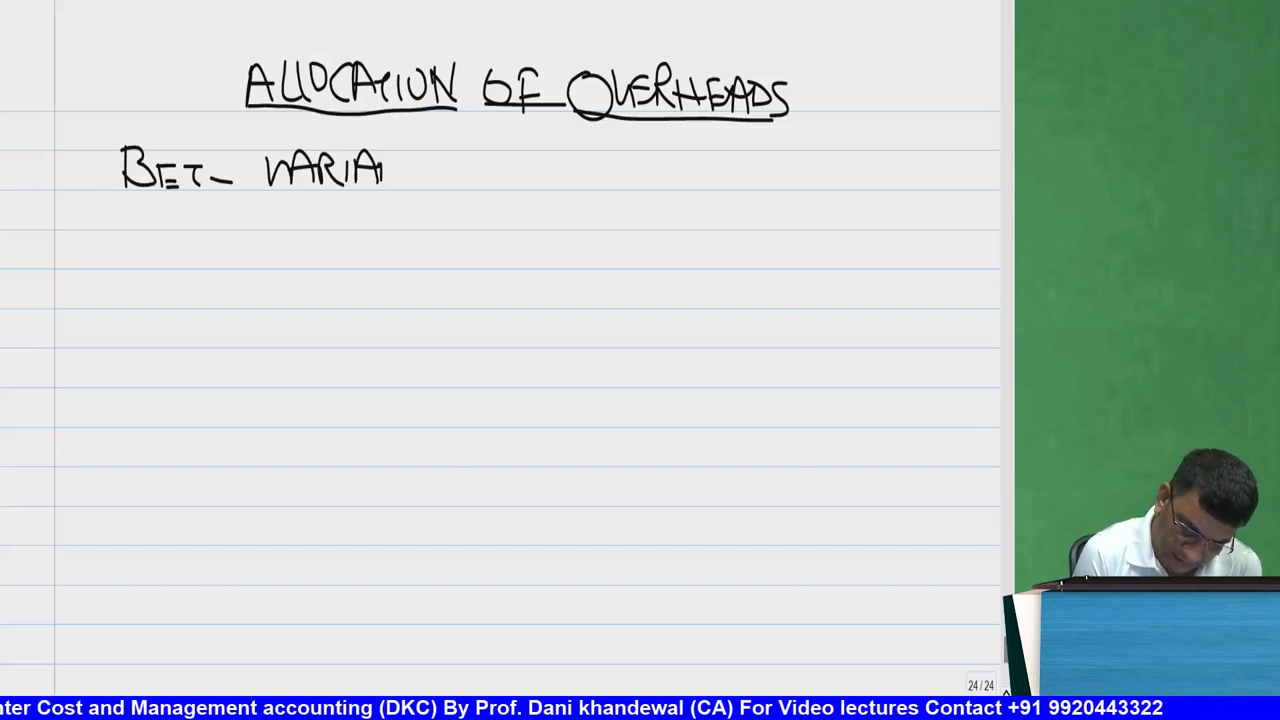 ALLOCATION OF OVERHEADS
BET- VARIA
24 / 24
nter Cost and Management accounting (DKC) By Prof. Dani khandewal (CA) For Video lectures Contact +91 9920443322